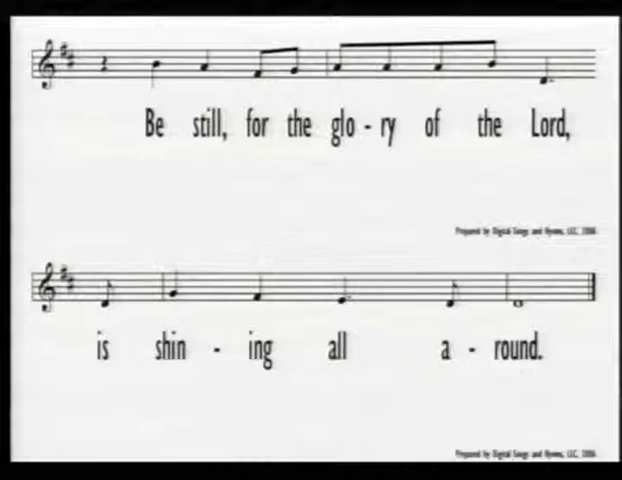 Be still, for the glo - ry of the Lord,
Prepared by Digital Songs and Hymns, LLC, 2006
is shin - ing all a - round.
Prepared by Digital Songs and Hymns, LLC, 2006